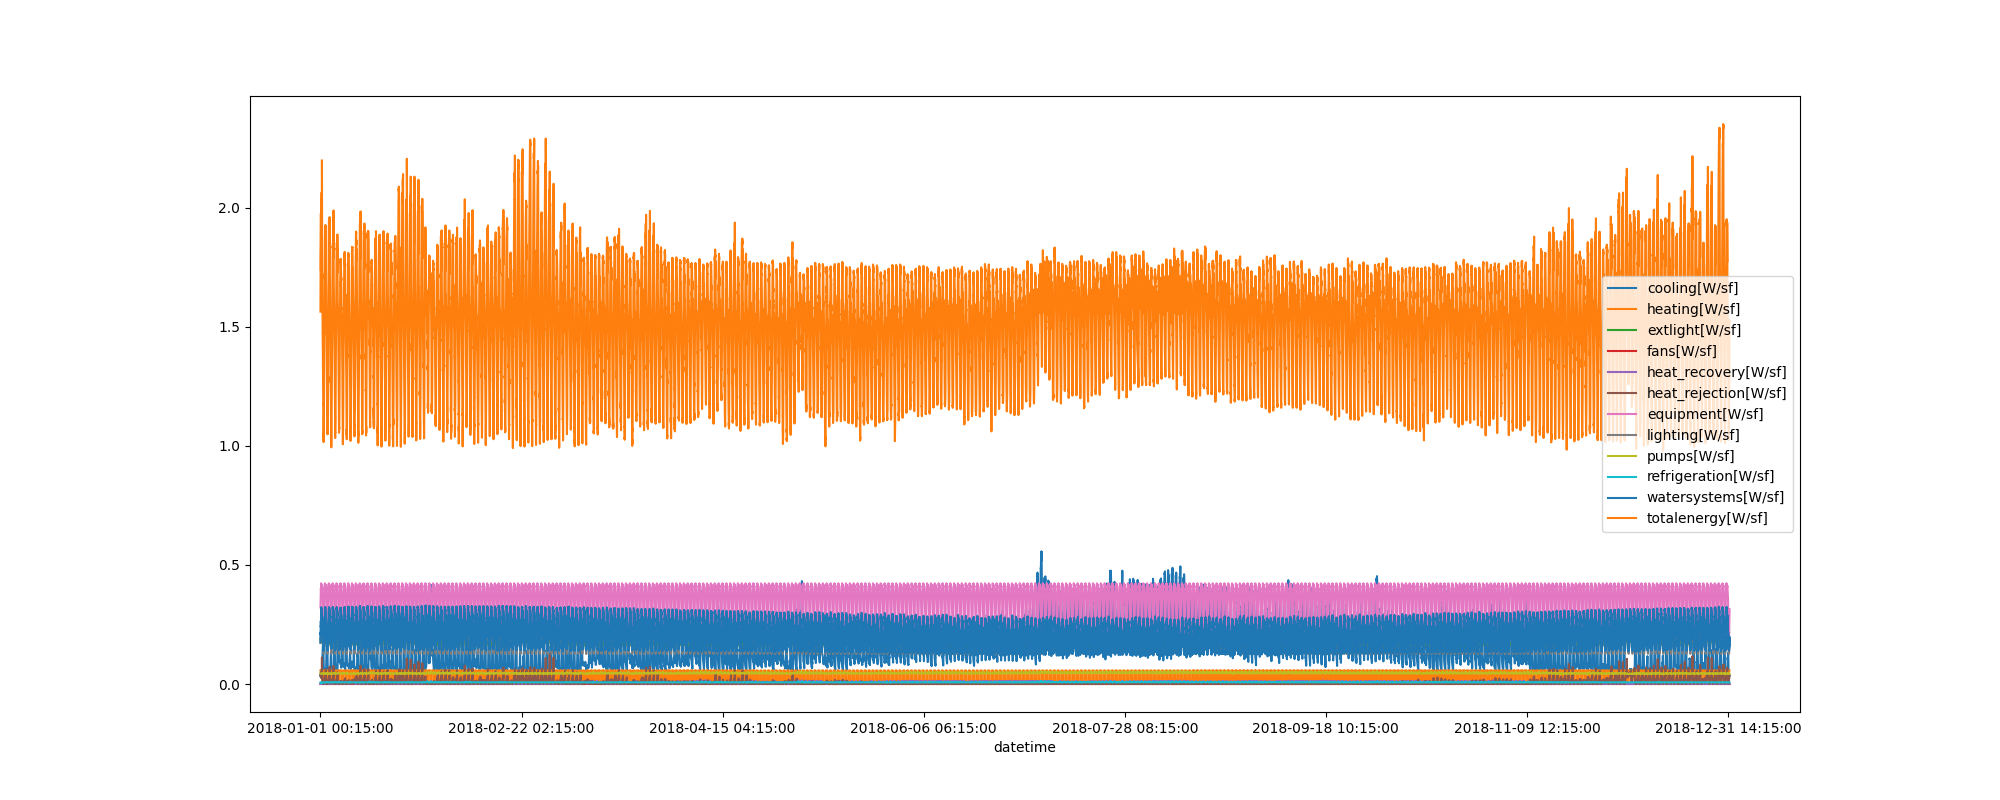 2.0
1.5
1.0
0.5
0.0
cooling[W/sf]
heating[W/sf]
extlight[W/sf]
fans[W/sf]
heat_recovery[W/sf]
heat_rejection[W/sf]
equipment[W/sf]
lighting[W/sf]
pumps[W/sf]
refrigeration[W/sf]
watersystems[W/sf]
totalenergy[W/sf]
2018-01-01 00:15:00 2018-02-22 02:15:00 2018-04-15 04:15:00 2018-06-06 06:15:00 2018-07-28 08:15:00 2018-09-18 10:15:00 2018-11-09 12:15:00 2018-12-31 14:15:00
datetime